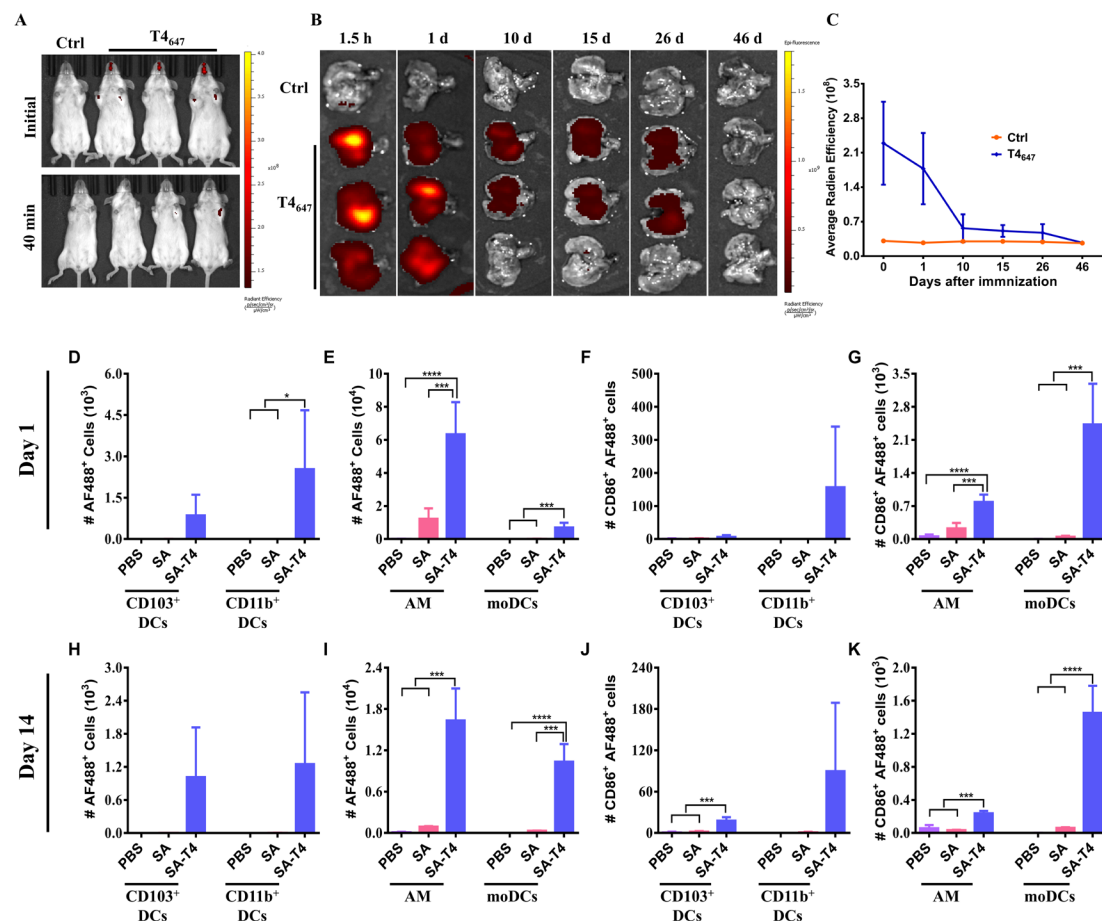 A
Ctrl
T4₆₄₇
Initial
40 min
4.0
3.5
3.0
x10⁸
2.5
2.0
1.5
Radiant Efficiency
B
1.5 h
1 d
10 d
15 d
26 d
46 d
Ctrl
T4₆₄₇
Epi-fluorescence
1.0
x10⁹
0.5
Radiant Efficiency
C
Average Radien Efficiency (10⁸)
3.5
2.8
2.1
1.4
0.7
0.0
Ctrl
T4₆₄₇
0 1 10 15 26 46
Days after immnization
Day 1
D
# AF488⁺ Cells (10³)
6.0
4.5
3.0
1.5
0.0
*
PBS SA SA-T4 PBS SA SA-T4
CD103⁺ DCs
CD11b⁺ DCs
E
# AF488⁺ Cells (10⁴)
10
8
6
4
2
0
****
***
***
PBS SA SA-T4 PBS SA SA-T4
AM
moDCs
F
# CD86⁺ AF488⁺ cells
500
400
300
200
100
0
PBS SA SA-T4 PBS SA SA-T4
CD103⁺ DCs
CD11b⁺ DCs
G
# CD86⁺ AF488⁺ cells (10³)
3.5
2.8
2.1
1.4
0.7
0.0
****
***
***
PBS SA SA-T4 PBS SA SA-T4
AM
moDCs
Day 14
H
# AF488⁺ Cells (10³)
3.0
2.4
1.8
1.2
0.6
0.0
PBS SA SA-T4 PBS SA SA-T4
CD103⁺ DCs
CD11b⁺ DCs
I
# AF488⁺ Cells (10⁴)
2.4
1.8
1.2
0.6
0.0
***
****
***
PBS SA SA-T4 PBS SA SA-T4
AM
moDCs
J
# CD86⁺ AF488⁺ cells
240
180
120
60
0
***
PBS SA SA-T4 PBS SA SA-T4
CD103⁺ DCs
CD11b⁺ DCs
K
# CD86⁺ AF488⁺ cells (10³)
2.0
1.6
1.2
0.8
0.4
0.0
***
****
PBS SA SA-T4 PBS SA SA-T4
AM
moDCs